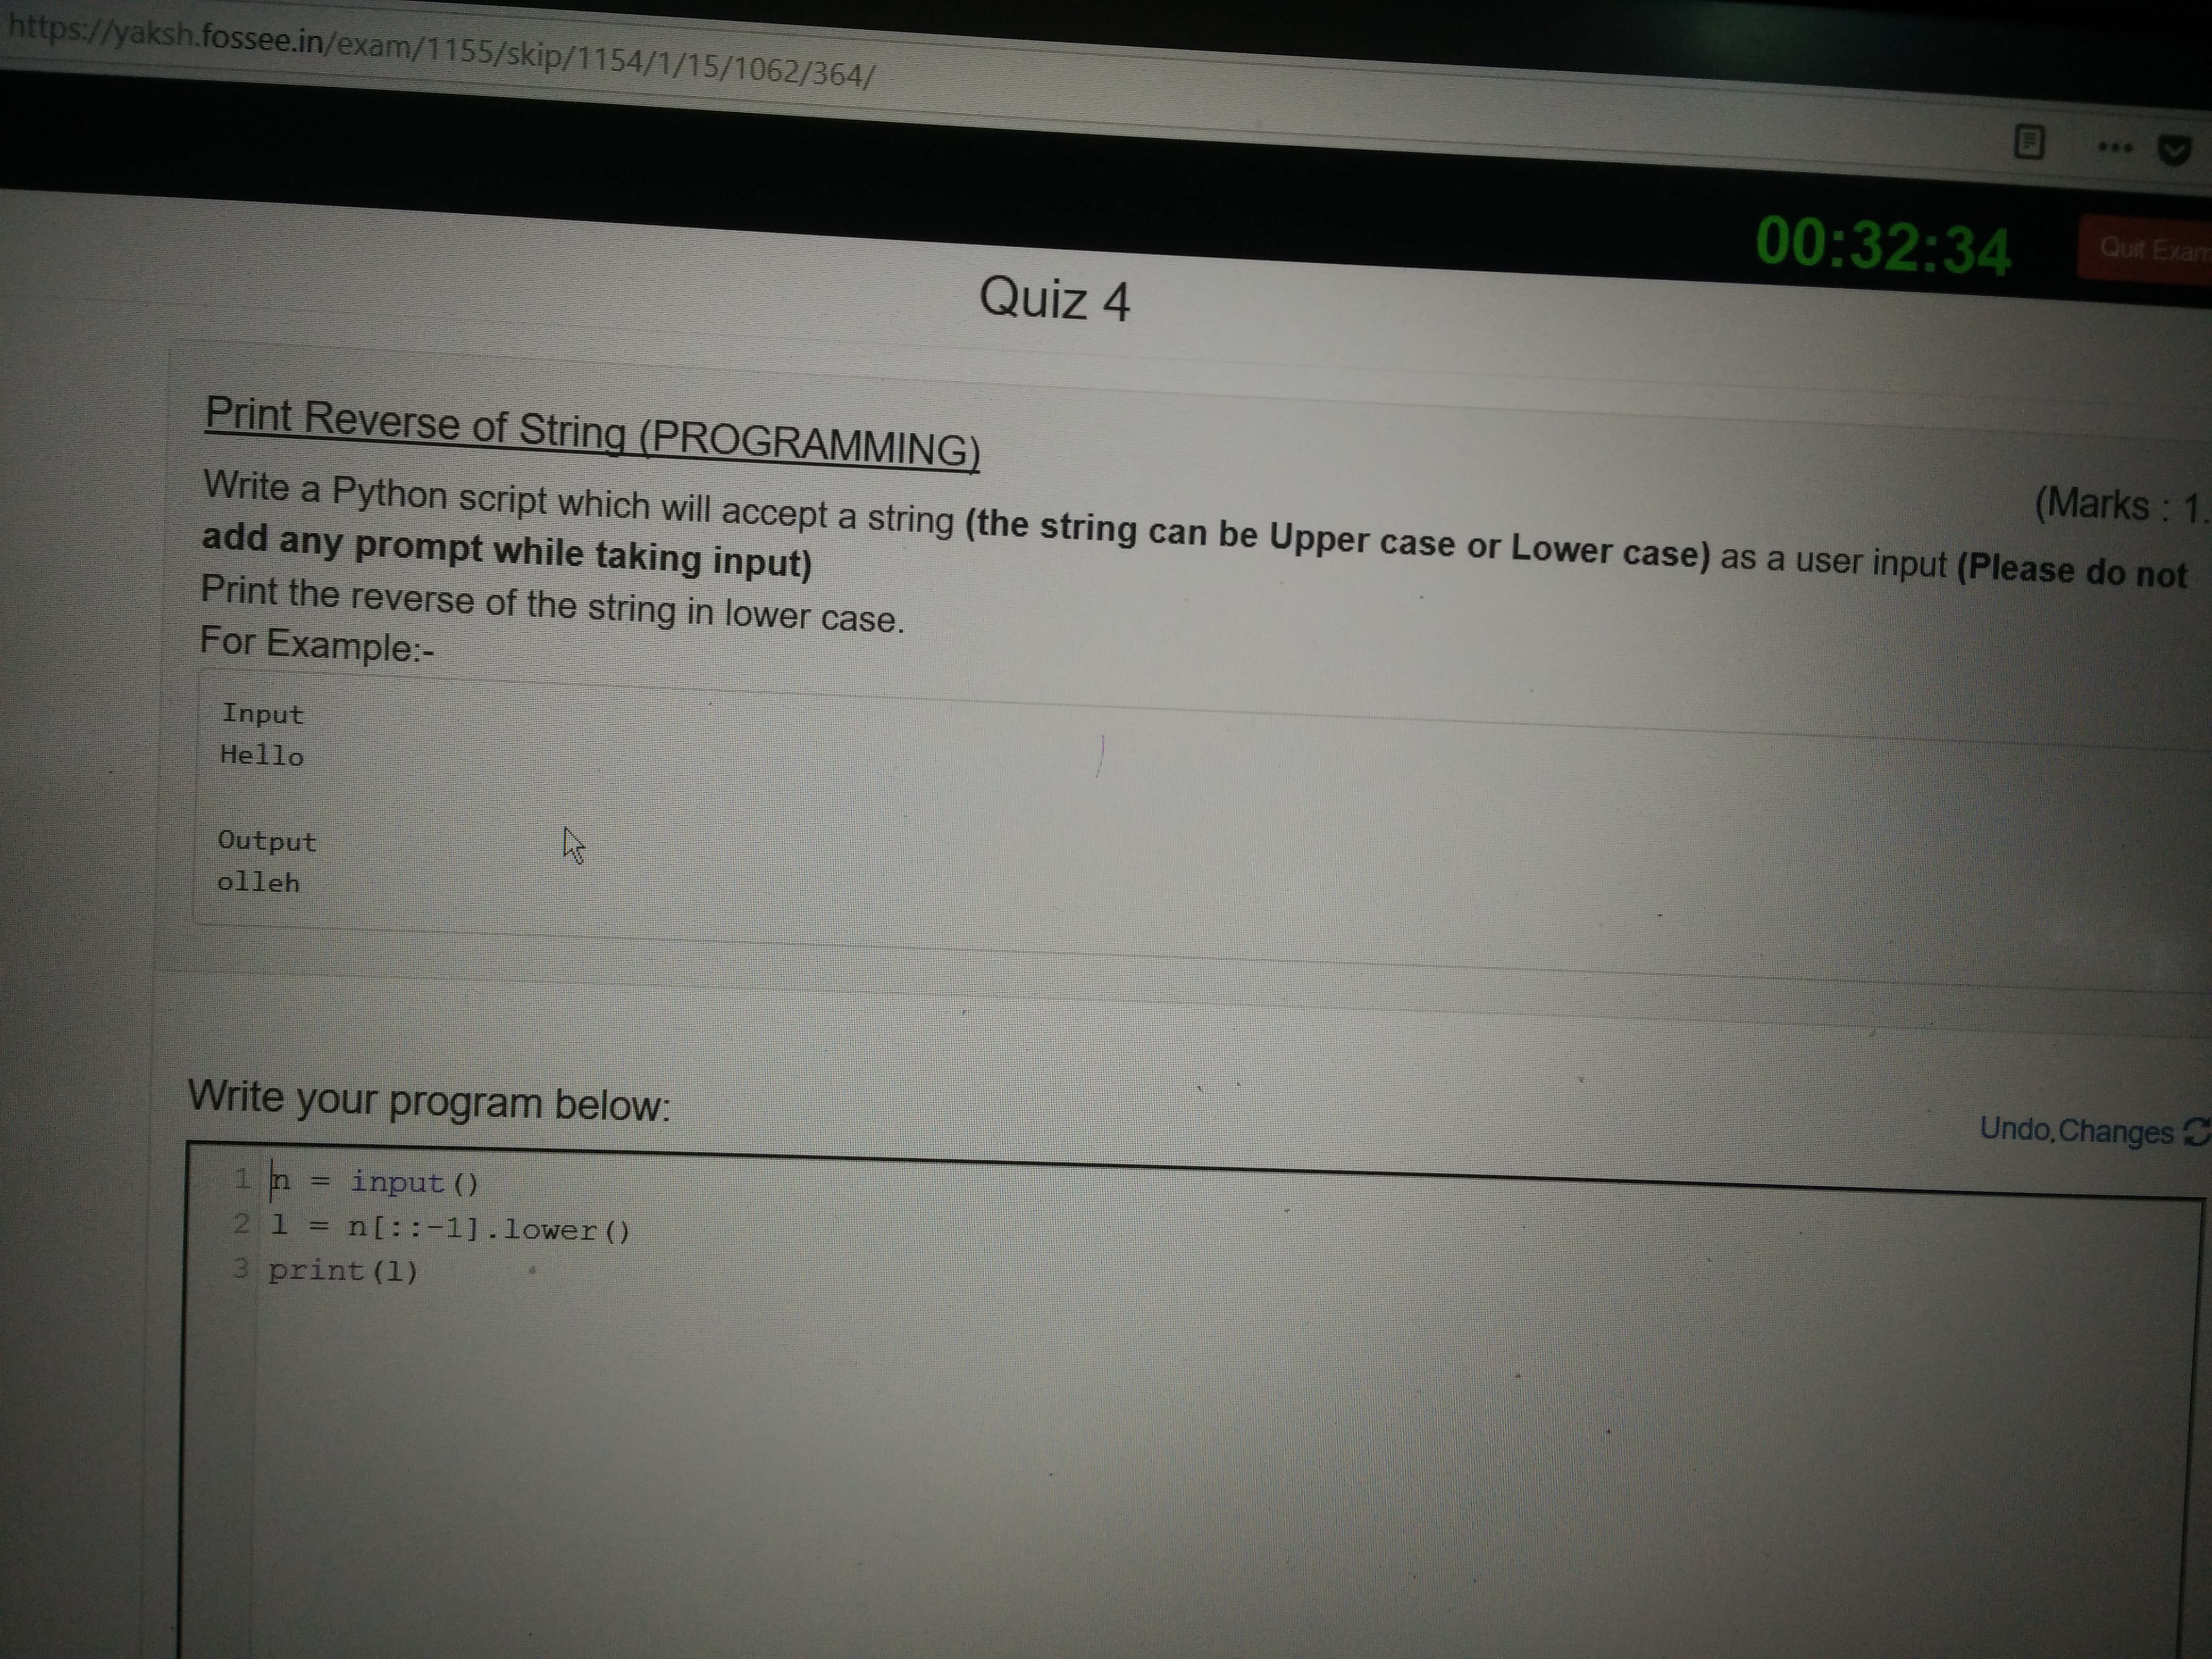 https://yaksh.fossee.in/exam/1155/skip/1154/1/15/1062/364/
00:32:34
Quit Exam
Quiz 4
Print Reverse of String (PROGRAMMING)
(Marks : 1.
Write a Python script which will accept a string (the string can be Upper case or Lower case) as a user input (Please do not
add any prompt while taking input)
Print the reverse of the string in lower case.
For Example:-
Input
Hello
Output
olleh
Write your program below:
Undo Changes
1 n = input()
2 l = n[::-1].lower()
3 print(l)